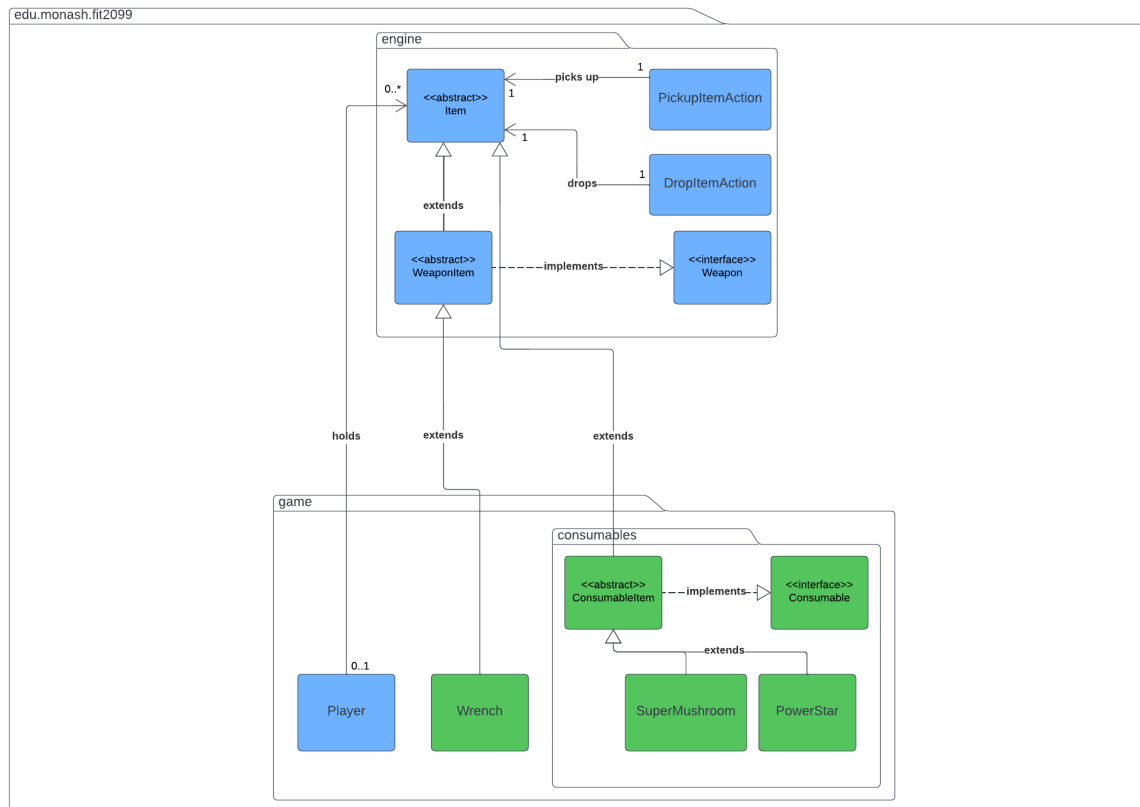 edu.monash.fit2099
engine
<<abstract>>
Item
0..*
1
picks up
1
PickupItemAction
1
drops
1
DropItemAction
extends
<<abstract>>
WeaponItem
implements
<<interface>>
Weapon
holds
extends
extends
game
consumables
<<abstract>>
ConsumableItem
implements
<<interface>>
Consumable
extends
0..1
Player
Wrench
SuperMushroom
PowerStar